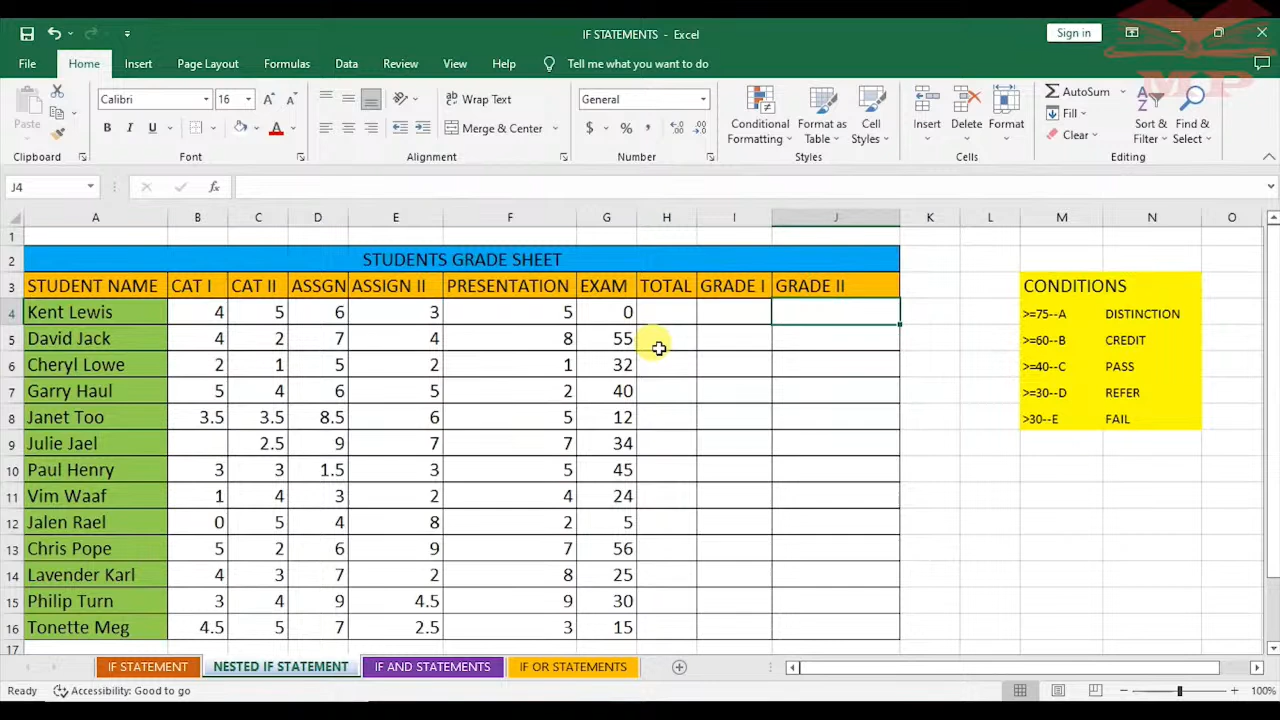 IF STATEMENTS - Excel
Sign in
File Home Insert Page Layout Formulas Data Review View Help Tell me what you want to do
MP
Paste
Clipboard
Calibri 16
B I U A
Font
Wrap Text
Merge & Center
Alignment
General
$ % ,
Number
Conditional Formatting
Format as Table
Cell Styles
Styles
Insert Delete Format
Cells
AutoSum
Fill
Clear
Sort & Filter
Find & Select
Editing
J4 fx
A B C D E F G H I J K L M N O
1
2 STUDENTS GRADE SHEET
3 STUDENT NAME CAT I CAT II ASSGN ASSIGN II PRESENTATION EXAM TOTAL GRADE I GRADE II CONDITIONS
4 Kent Lewis 4 5 6 3 5 0 >=75--A DISTINCTION
5 David Jack 4 2 7 4 8 55 >=60--B CREDIT
6 Cheryl Lowe 2 1 5 2 1 32 >=40--C PASS
7 Garry Haul 5 4 6 5 2 40 >=30--D REFER
8 Janet Too 3.5 3.5 8.5 6 5 12 >30--E FAIL
9 Julie Jael 2.5 9 7 7 34
10 Paul Henry 3 3 1.5 3 5 45
11 Vim Waaf 1 4 3 2 4 24
12 Jalen Rael 0 5 4 8 2 5
13 Chris Pope 5 2 6 9 7 56
14 Lavender Karl 4 3 7 2 8 25
15 Philip Turn 3 4 9 4.5 9 30
16 Tonette Meg 4.5 5 7 2.5 3 15
17
IF STATEMENT NESTED IF STATEMENT IF AND STATEMENTS IF OR STATEMENTS
Ready Accessibility: Good to go 100%